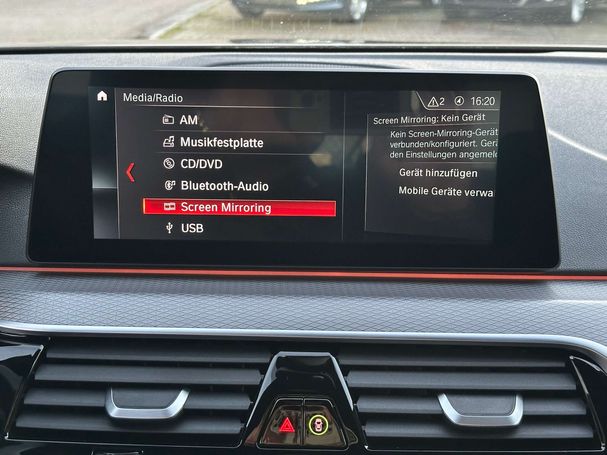 Media/Radio
2
16:20
AM
Musikfestplatte
CD/DVD
Bluetooth-Audio
Screen Mirroring
USB
Screen Mirroring: Kein Gerät
Kein Screen-Mirroring-Gerät
verbunden/konfiguriert. Gerä
den Einstellungen angemeld
Gerät hinzufügen
Mobile Geräte verwa